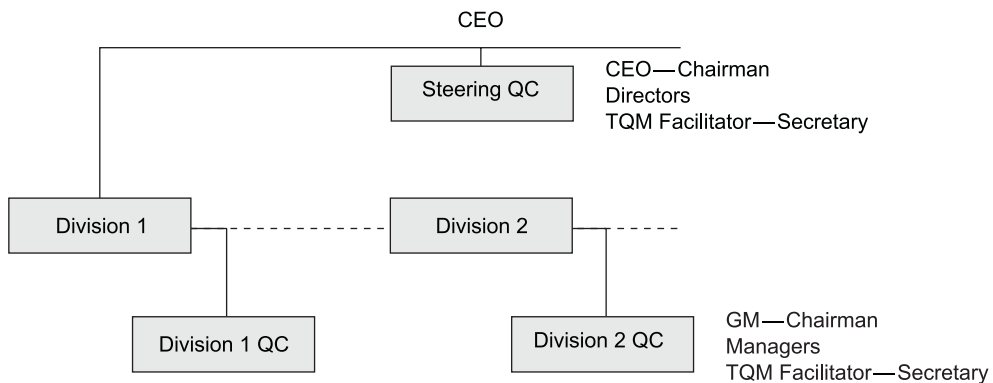 CEO
Steering QC
CEO—Chairman
Directors
TQM Facilitator—Secretary
Division 1
Division 2
Division 1 QC
Division 2 QC
GM—Chairman
Managers
TQM Facilitator—Secretary